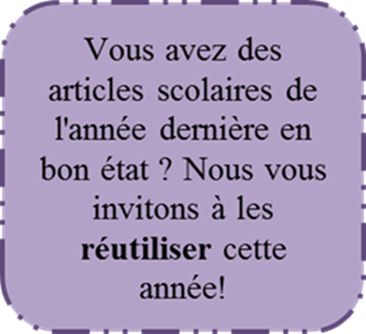 Vous avez des
articles scolaires de
l'année dernière en
bon état ? Nous vous
invitons à les
réutiliser cette
année!